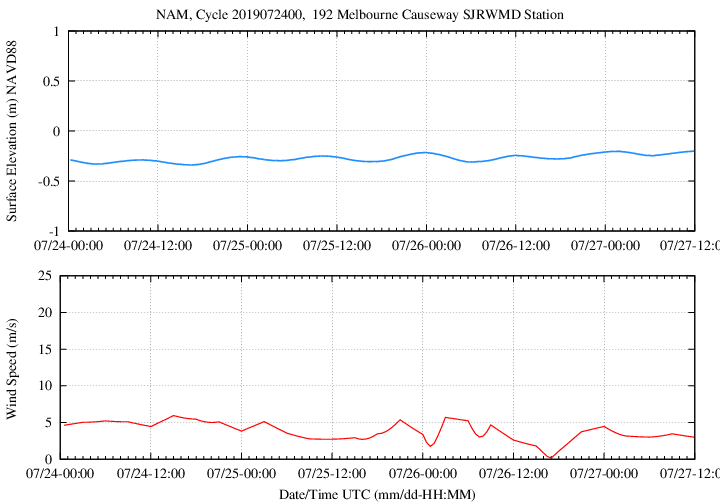 NAM, Cycle 2019072400,  192 Melbourne Causeway SJRWMD Station
Surface Elevation (m) NAVD88
1
0.5
0
-0.5
-1
07/24-00:00 07/24-12:00 07/25-00:00 07/25-12:00 07/26-00:00 07/26-12:00 07/27-00:00 07/27-12:0
Wind Speed (m/s)
25
20
15
10
5
0
07/24-00:00 07/24-12:00 07/25-00:00 07/25-12:00 07/26-00:00 07/26-12:00 07/27-00:00 07/27-12:0
Date/Time UTC (mm/dd-HH:MM)